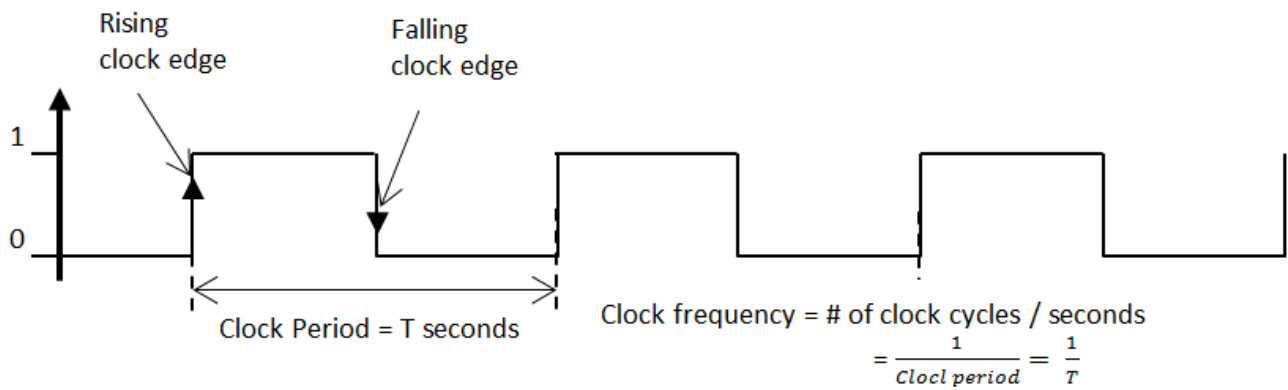 Rising
clock edge
Falling
clock edge
1
0
Clock Period = T seconds
Clock frequency = # of clock cycles / seconds
= 1 / Clocl period = 1 / T